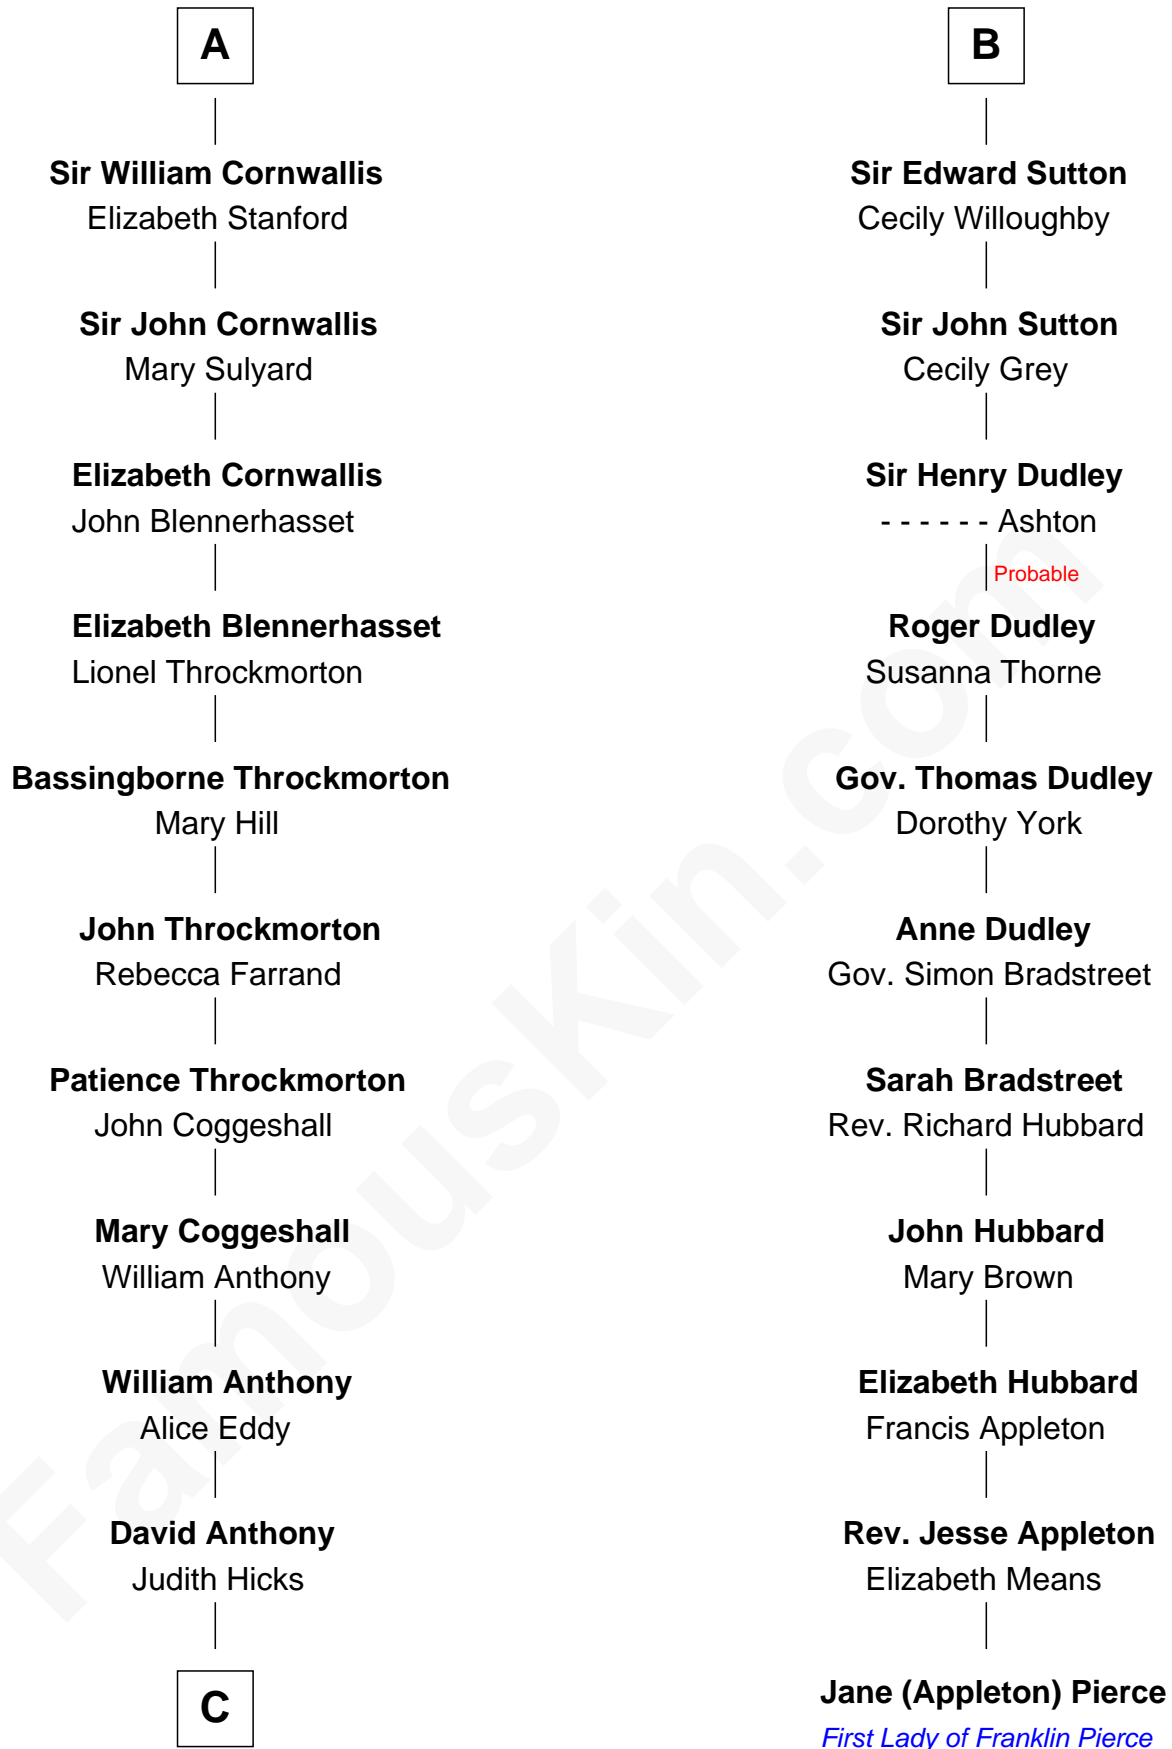 A
Sir William Cornwallis
Elizabeth Stanford
Sir John Cornwallis
Mary Sulyard
Elizabeth Cornwallis
John Blennerhasset
Elizabeth Blennerhasset
Lionel Throckmorton
Bassingborne Throckmorton
Mary Hill
John Throckmorton
Rebecca Farrand
Patience Throckmorton
John Coggeshall
Mary Coggeshall
William Anthony
William Anthony
Alice Eddy
David Anthony
Judith Hicks
C
B
Sir Edward Sutton
Cecily Willoughby
Sir John Sutton
Cecily Grey
Sir Henry Dudley
- - - - - - Ashton
Probable
Roger Dudley
Susanna Thorne
Gov. Thomas Dudley
Dorothy York
Anne Dudley
Gov. Simon Bradstreet
Sarah Bradstreet
Rev. Richard Hubbard
John Hubbard
Mary Brown
Elizabeth Hubbard
Francis Appleton
Rev. Jesse Appleton
Elizabeth Means
Jane (Appleton) Pierce
First Lady of Franklin Pierce
FamousKin.com